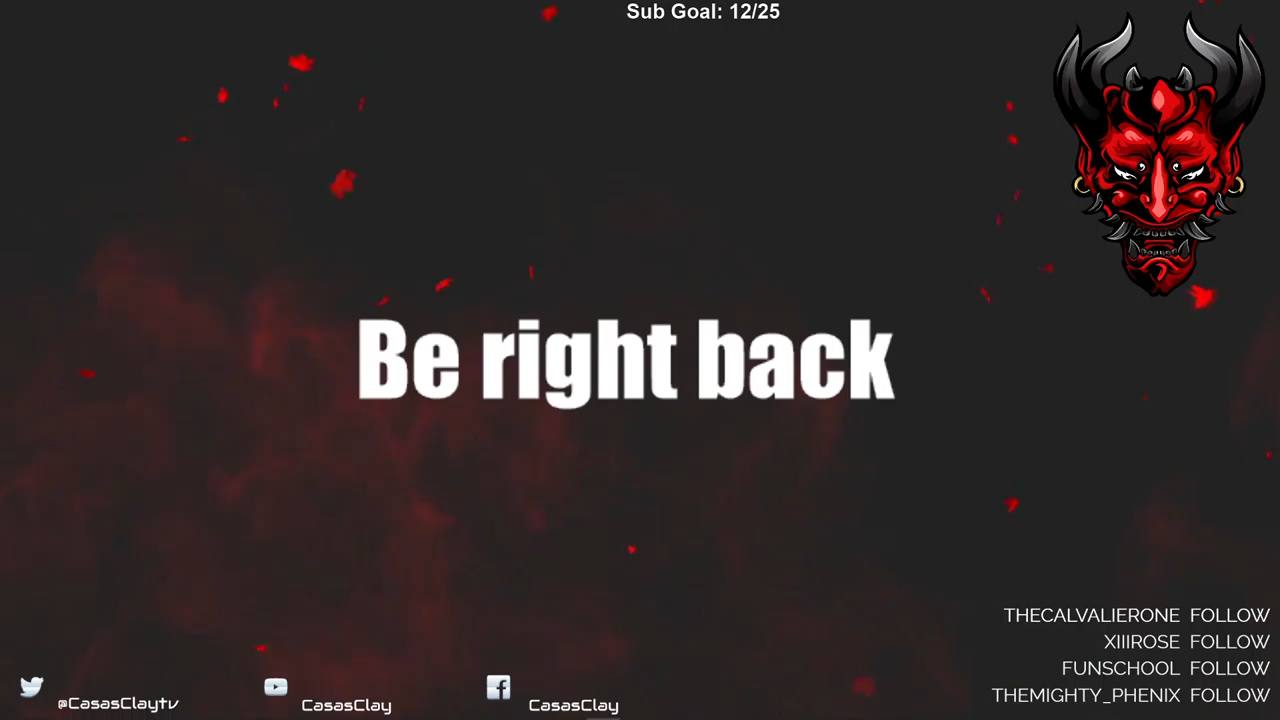 Sub Goal: 12/25
Be right back
THECALVALIERONE FOLLOW
XIIIROSE FOLLOW
FUNSCHOOL FOLLOW
THEMIGHTY_PHENIX FOLLOW
@CasasClaytv
CasasClay
CasasClay